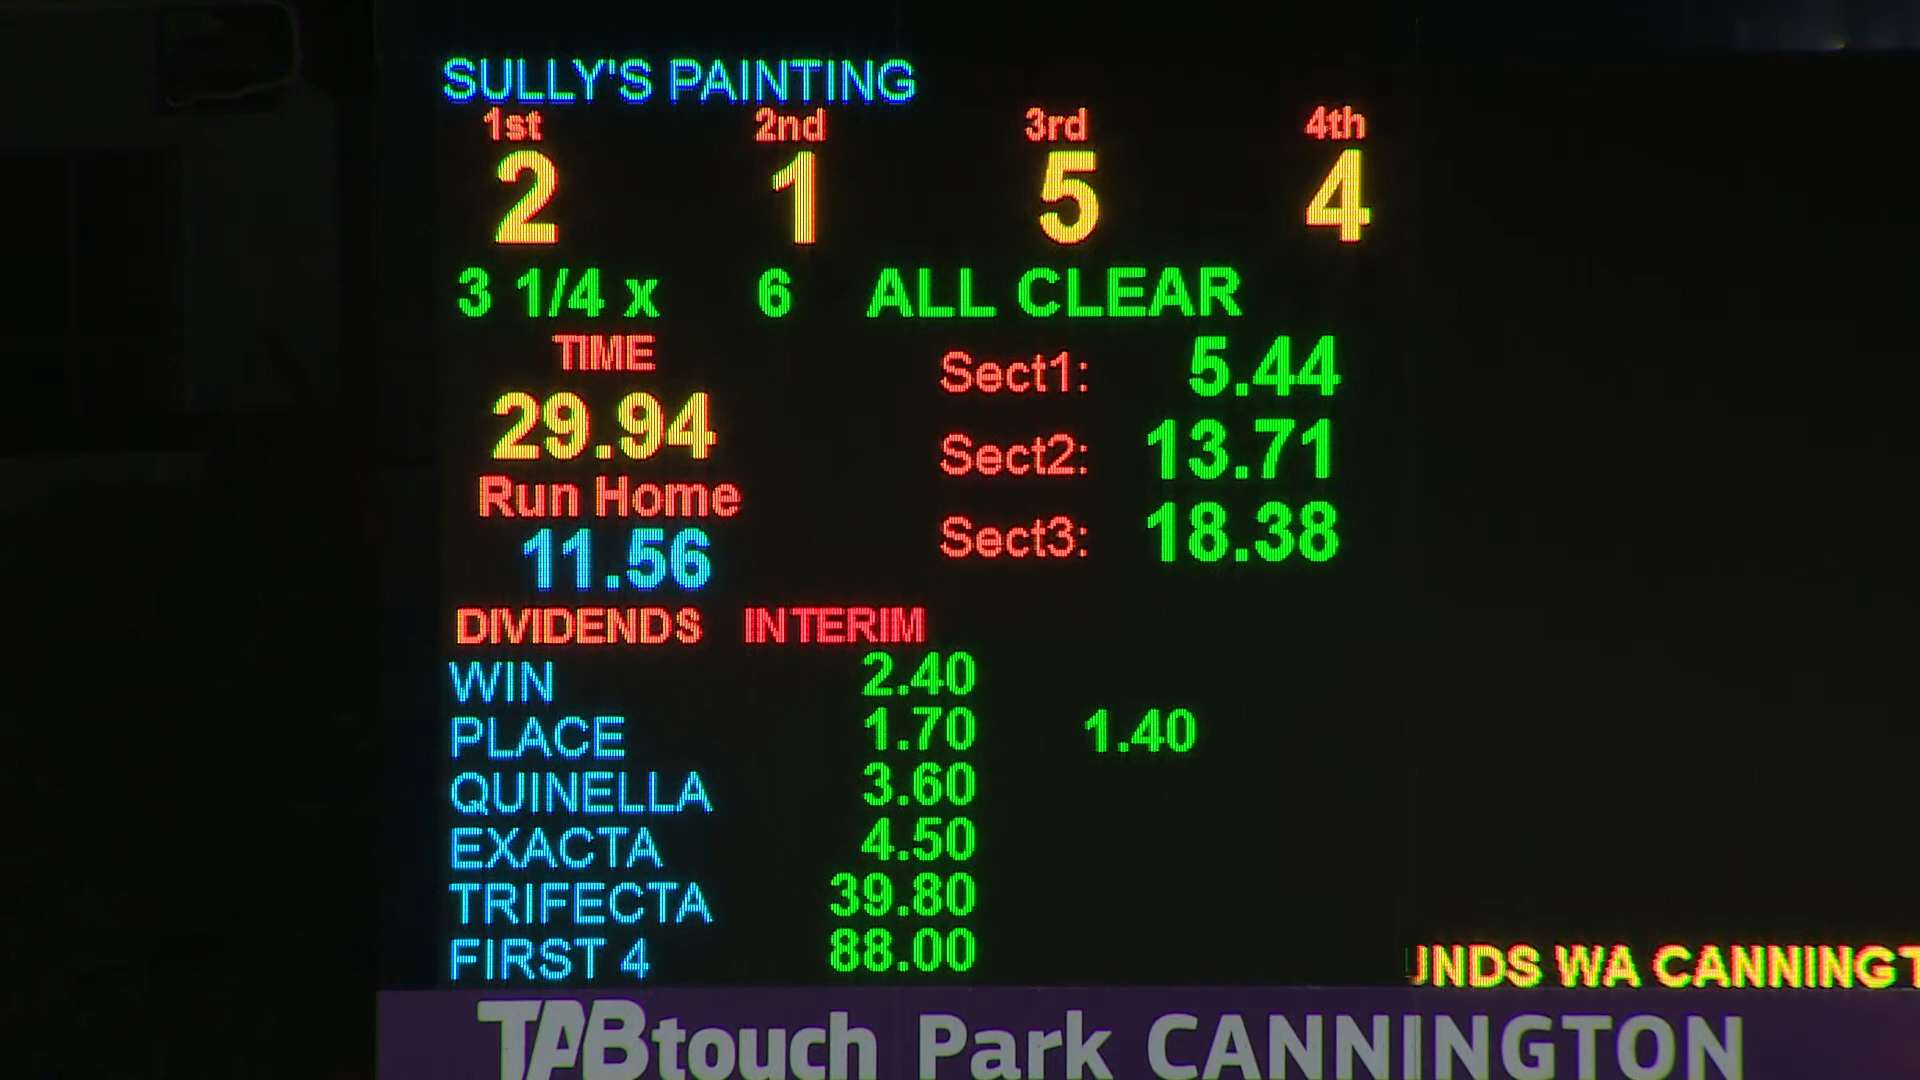 SULLY'S PAINTING
1st 2nd 3rd 4th
2 1 5 4
3 1/4 x 6 ALL CLEAR
TIME
29.94
Run Home
11.56
Sect1: 5.44
Sect2: 13.71
Sect3: 18.38
DIVIDENDS INTERIM
WIN 2.40
PLACE 1.70 1.40
QUINELLA 3.60
EXACTA 4.50
TRIFECTA 39.80
FIRST 4 88.00
UNDS WA CANNINGT
TABtouch Park CANNINGTON